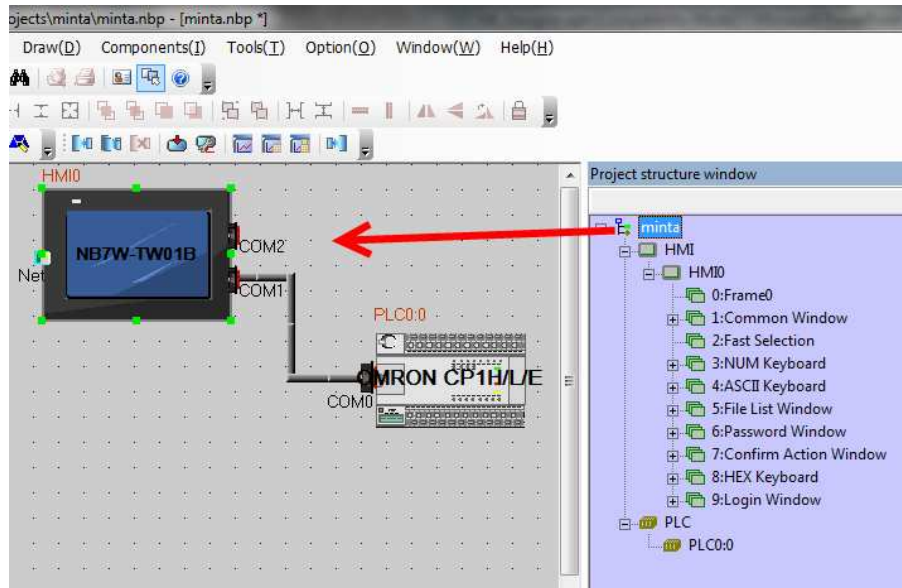 ojects\minta\minta.nbp - [minta.nbp *]
Draw(D) Components(I) Tools(T) Option(O) Window(W) Help(H)
HMI0
NB7W-TW01B
COM2
Net
COM1
PLC0:0
OMRON CP1H/L/E
COM0
Project structure window
minta
HMI
HMI0
0:Frame0
1:Common Window
2:Fast Selection
3:NUM Keyboard
4:ASCII Keyboard
5:File List Window
6:Password Window
7:Confirm Action Window
8:HEX Keyboard
9:Login Window
PLC
PLC0:0